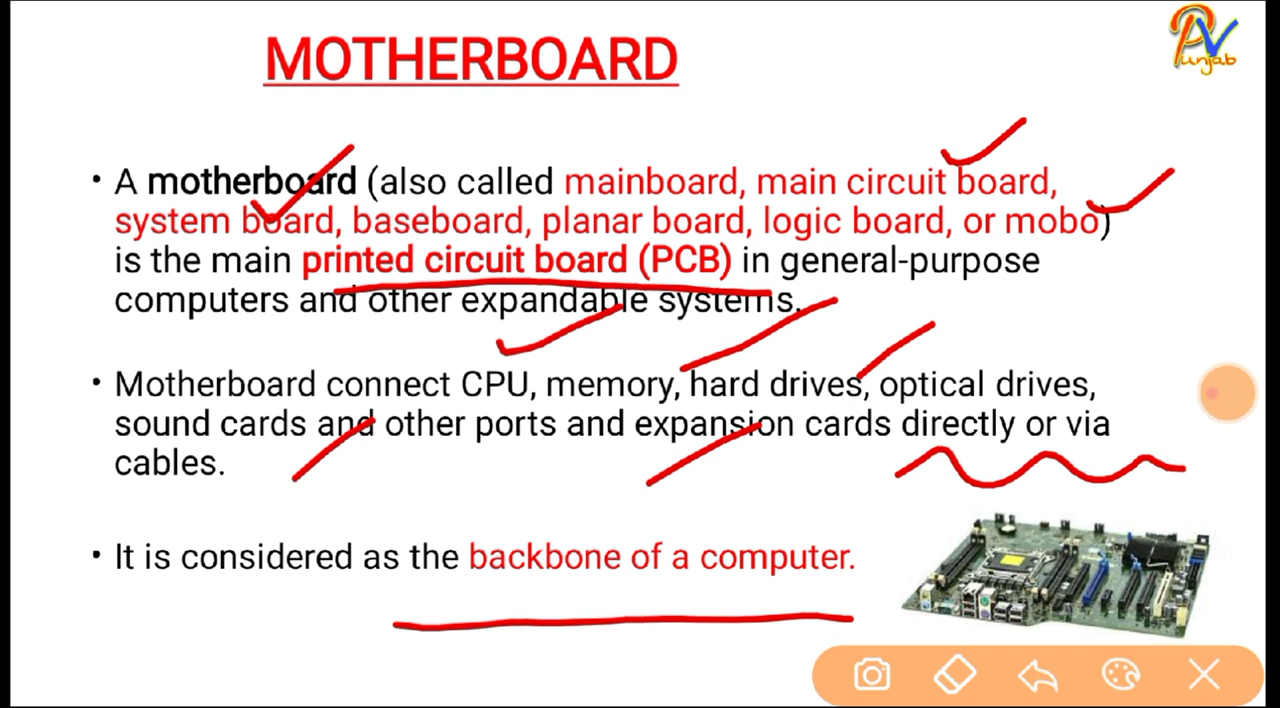 MOTHERBOARD
PV
Punjab
• A motherboard (also called mainboard, main circuit board,
system board, baseboard, planar board, logic board, or mobo)
is the main printed circuit board (PCB) in general-purpose
computers and other expandable systems.
• Motherboard connect CPU, memory, hard drives, optical drives,
sound cards and other ports and expansion cards directly or via
cables.
• It is considered as the backbone of a computer.